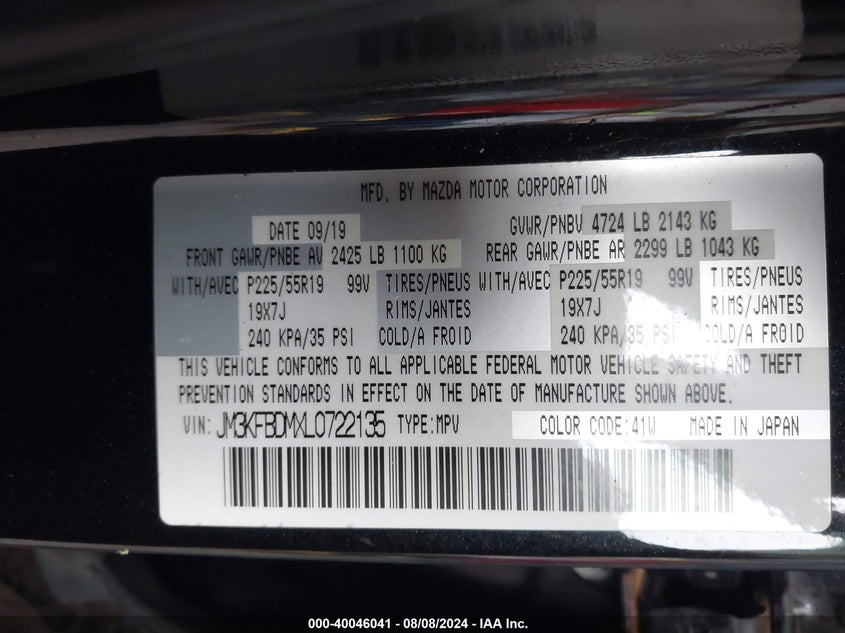 MFD. BY MAZDA MOTOR CORPORATION
DATE 09/19 GVWR/PNBV 4724 LB 2143 KG
FRONT GAWR/PNBE AV 2425 LB 1100 KG REAR GAWR/PNBE AR 2299 LB 1043 KG
WITH/AVEC P225/55R19 99V TIRES/PNEUS WITH/AVEC P225/55R19 99V TIRES/PNEUS
19X7J RIMS/JANTES 19X7J RIMS/JANTES
240 KPA/35 PSI COLD/A FROID 240 KPA/35 PSI COLD/A FROID
THIS VEHICLE CONFORMS TO ALL APPLICABLE FEDERAL MOTOR VEHICLE SAFETY AND THEFT
PREVENTION STANDARDS IN EFFECT ON THE DATE OF MANUFACTURE SHOWN ABOVE.
VIN: JM3KFBDMXL0722135 TYPE:MPV COLOR CODE:41W MADE IN JAPAN
000-40046041 - 08/08/2024 - IAA Inc.